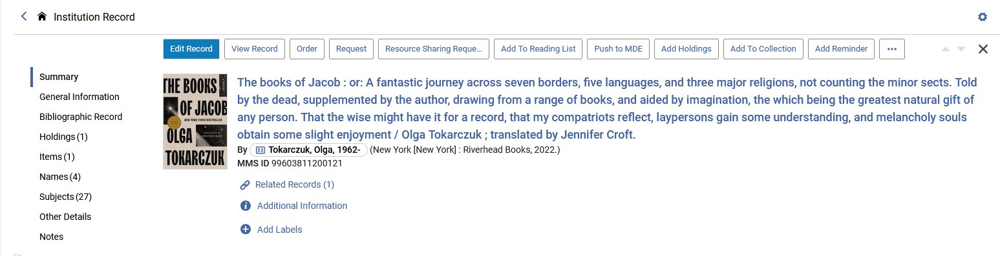 Institution Record
Edit Record
View Record
Order
Request
Resource Sharing Reque...
Add To Reading List
Push to MDE
Add Holdings
Add To Collection
Add Reminder
Summary
General Information
Bibliographic Record
Holdings (1)
Items (1)
Names (4)
Subjects (27)
Other Details
Notes
THE BOOKS
OF JACOB
NEW YORK TIMES BESTSELLER
OLGA
TOKARCZUK
The books of Jacob : or: A fantastic journey across seven borders, five languages, and three major religions, not counting the minor sects. Told
by the dead, supplemented by the author, drawing from a range of books, and aided by imagination, the which being the greatest natural gift of
any person. That the wise might have it for a record, that my compatriots reflect, laypersons gain some understanding, and melancholy souls
obtain some slight enjoyment / Olga Tokarczuk ; translated by Jennifer Croft.
By Tokarczuk, Olga, 1962- (New York [New York] : Riverhead Books, 2022.)
MMS ID 99603811200121
Related Records (1)
Additional Information
Add Labels